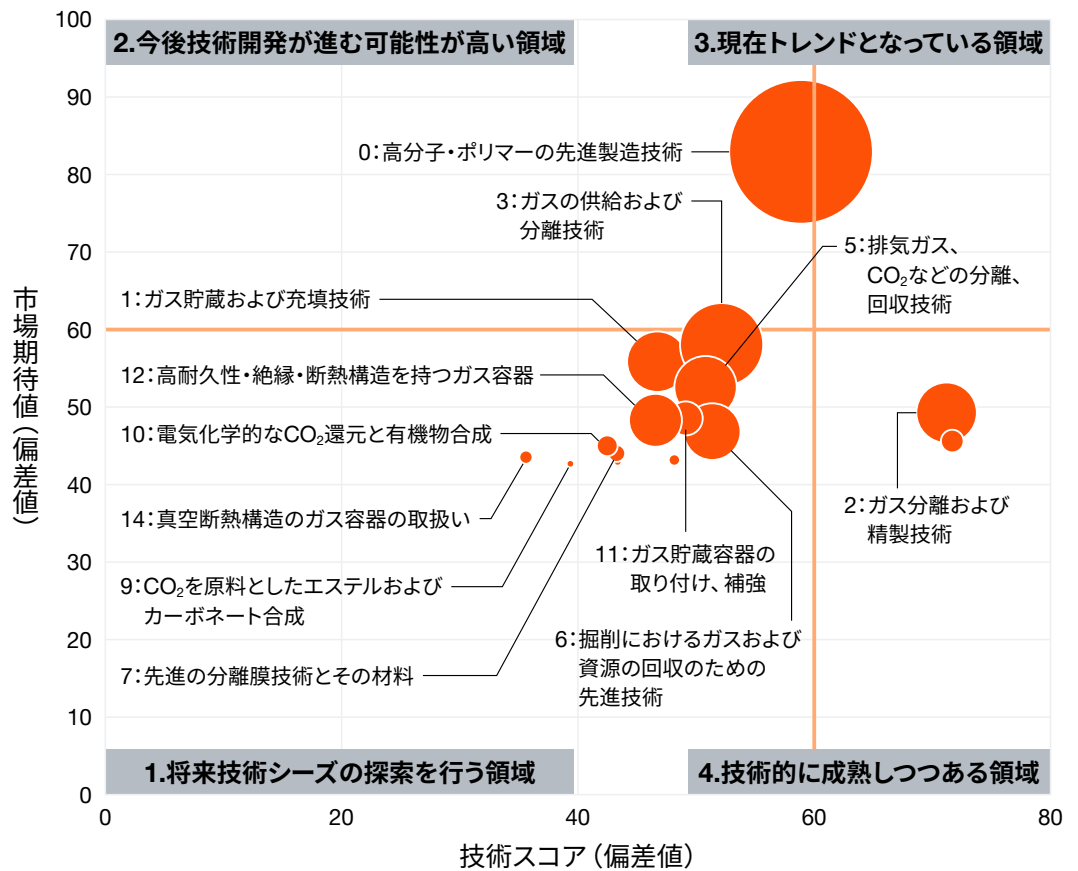 100
2.今後技術開発が進む可能性が高い領域
3.現在トレンドとなっている領域
90
0：高分子・ポリマーの先進製造技術
80
3：ガスの供給および
分離技術
70
5：排気ガス、
CO₂などの分離、
回収技術
1：ガス貯蔵および充填技術
60
12：高耐久性・絶縁・断熱構造を持つガス容器
50
10：電気化学的なCO₂還元と有機物合成
40
14：真空断熱構造のガス容器の取扱い
2：ガス分離および
精製技術
30
11：ガス貯蔵容器の
取り付け、補強
9：CO₂を原料としたエステルおよび
カーボネート合成
20
6：掘削におけるガスおよび
資源の回収のための
先進技術
7：先進の分離膜技術とその材料
10
1.将来技術シーズの探索を行う領域
4.技術的に成熟しつつある領域
0
0
20
40
60
80
市場期待値（偏差値）
技術スコア（偏差値）